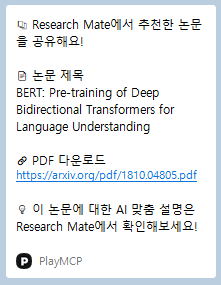 📚 Research Mate에서 추천한 논문
을 공유해요!
📄 논문 제목
BERT: Pre-training of Deep
Bidirectional Transformers for
Language Understanding
🔗 PDF 다운로드
https://arxiv.org/pdf/1810.04805.pdf
💡 이 논문에 대한 AI 맞춤 설명은
Research Mate에서 확인해보세요!
P PlayMCP